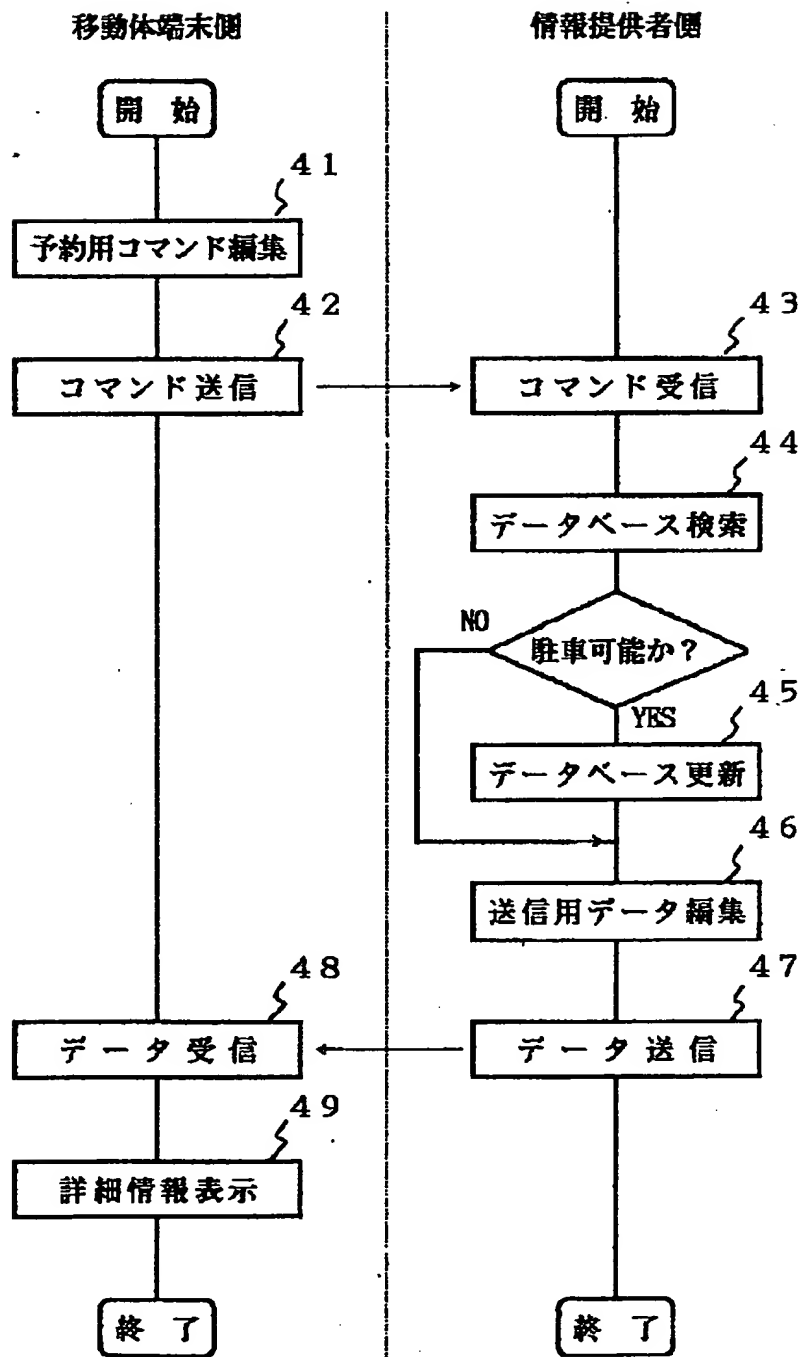 移動体端末側
情報提供者側
開始
開始
41
予約用コマンド編集
42
コマンド送信
43
コマンド受信
44
データベース検索
NO
駐車可能か?
YES
45
データベース更新
46
送信用データ編集
47
データ送信
48
データ受信
49
詳細情報表示
終了
終了